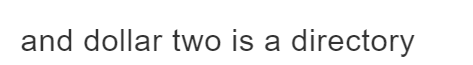 and dollar two is a directory